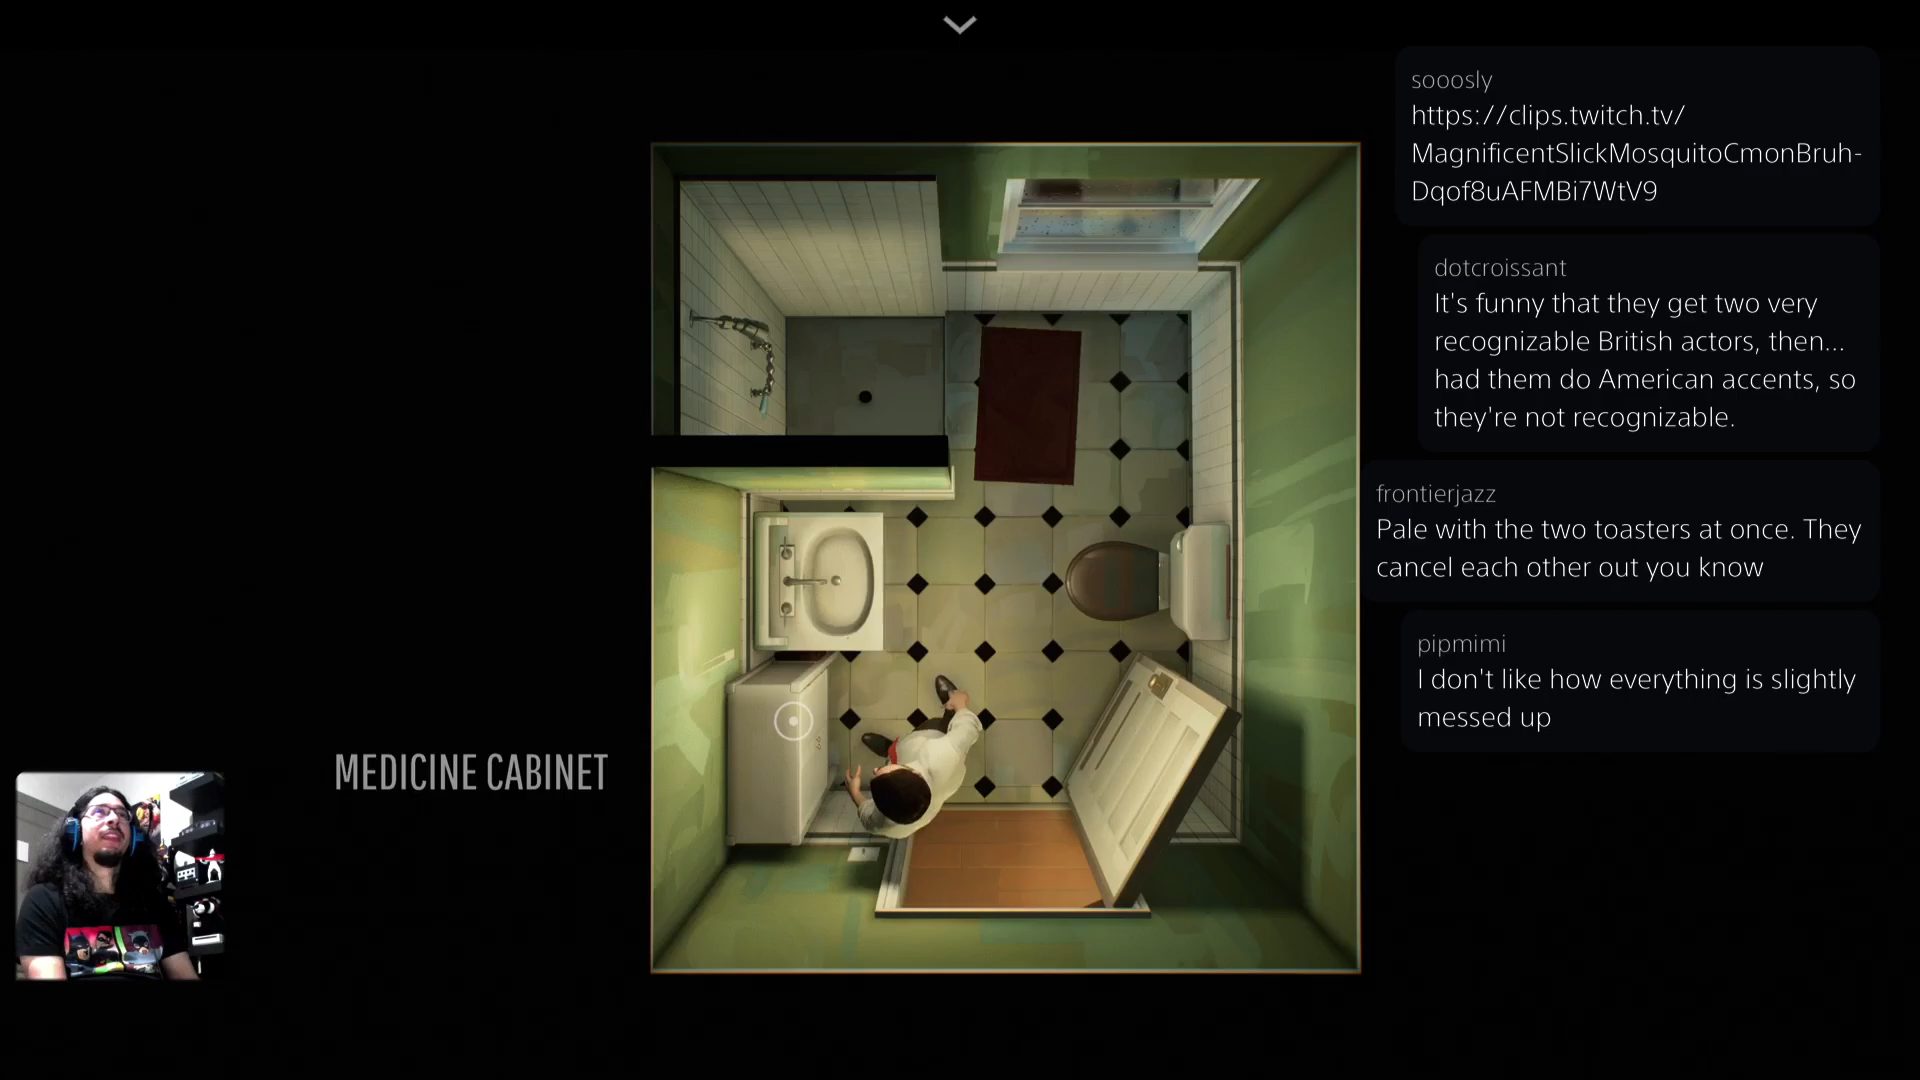 sooosly
https://clips.twitch.tv/
MagnificentSlickMosquitoCmonBruh-
Dqof8uAFMBi7WtV9
dotcroissant
It's funny that they get two very
recognizable British actors, then...
had them do American accents, so
they're not recognizable.
frontierjazz
Pale with the two toasters at once. They
cancel each other out you know
pipmimi
I don't like how everything is slightly
messed up
MEDICINE CABINET